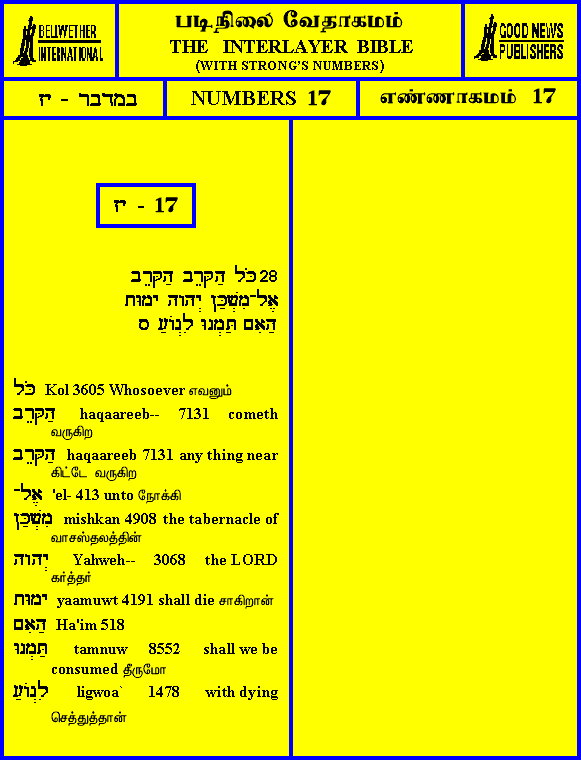 BELLWETHER
INTERNATIONAL
படிநிலை வேதாகமம்
THE INTERLAYER BIBLE
(WITH STRONG'S NUMBERS)
GOOD NEWS
PUBLISHERS
במדבר - יז
NUMBERS 17
எண்ணாகமம் 17
יז - 17
28 כֹּל הַקָּרֵב הַקָּרֵב
אֶל־מִשְׁכַּן יְהוָה יָמוּת
הַאִם תַּמְנוּ לִגְוֹעַ ס
כֹּל Kol 3605 Whosoever எவனும்
הַקָּרֵב haqaareeb-- 7131 cometh
வருகிற
הַקָּרֵב haqaareeb 7131 any thing near
கிட்டே வருகிற
אֶל־ 'el- 413 unto நோக்கி
מִשְׁכַּן mishkan 4908 the tabernacle of
வாசஸ்தலத்தின்
יְהוָה Yahweh-- 3068 the LORD
கர்த்தர்
יָמוּת yaamuwt 4191 shall die சாகிறான்
הַאִם Ha'im 518
תַּמְנוּ tamnuw 8552 shall we be
consumed தீருமோ
לִגְוֹעַ ligwoa` 1478 with dying
செத்துத்தான்